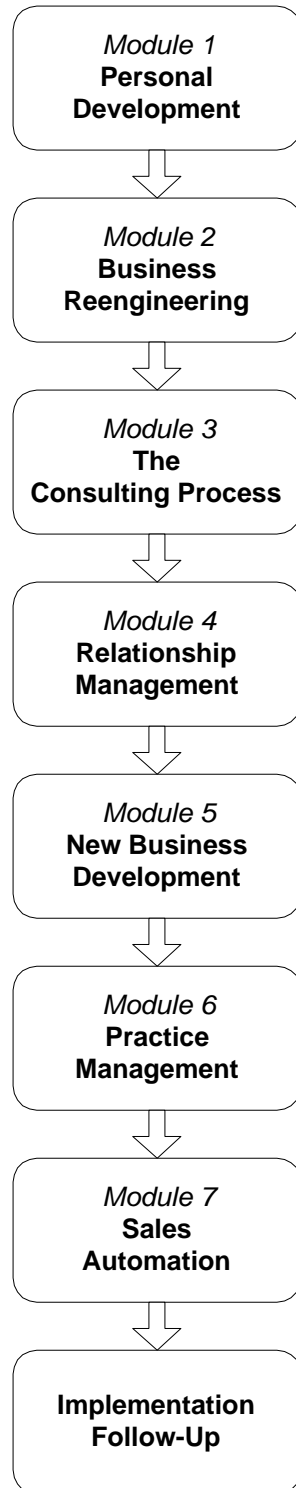 Module 1
Personal
Development
Module 2
Business
Reengineering
Module 3
The
Consulting Process
Module 4
Relationship
Management
Module 5
New Business
Development
Module 6
Practice
Management
Module 7
Sales
Automation
Implementation
Follow-Up